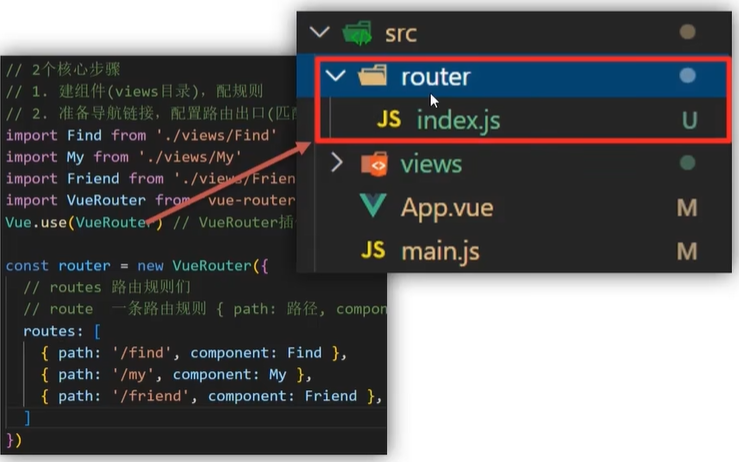 // 2个核心步骤
// 1. 建组件(views目录)，配规则
// 2. 准备导航链接，配置路由出口(匹配
import Find from './views/Find'
import My from './views/My'
import Friend from './views/Frien
import VueRouter from vue-router
Vue.use(VueRouter) // VueRouter插
const router = new VueRouter({
// routes 路由规则们
// route 一条路由规则 { path: 路径, compon
routes: [
{ path: '/find', component: Find },
{ path: '/my', component: My },
{ path: '/friend', component: Friend },
]
})
src
router
JS index.js U
views
App.vue M
JS main.js M